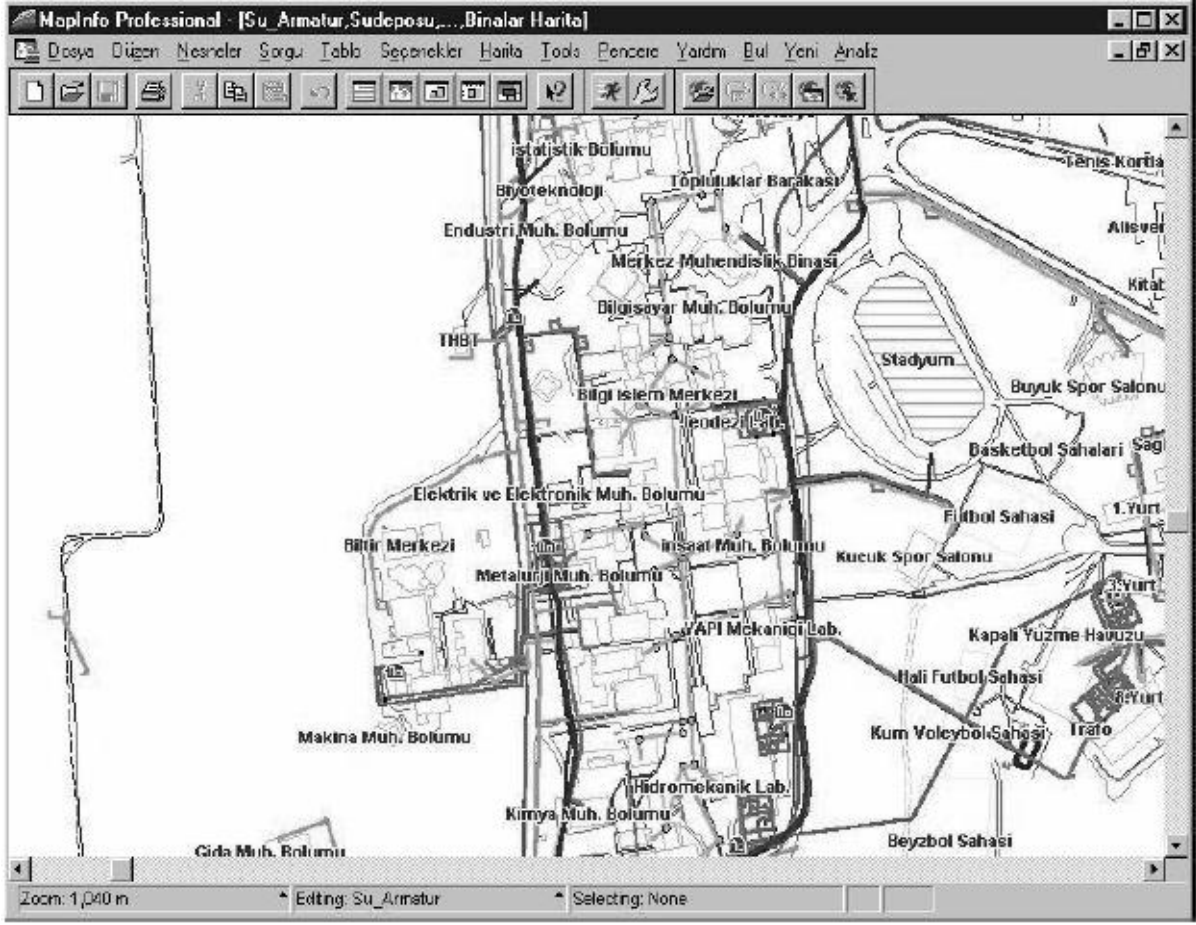 MapInfo Professional - [Su_Armatur,Sudeposu,...,Binalar Harita]
Dosya Düzen Nesneler Sorgu Tablo Seçenekler Harita Tools Pencere Yardım Bul Yeni Analiz
istatistik Bolumu
Tenis Kortla
Biyoteknoloji
Topluluklar Barakasi
Endustri Muh. Bolumu
Alisver
Merkez Muhendislik Binasi
Kitab
Bilgisayar Muh. Bolumu
THBT
Stadyum
Buyuk Spor Salonu
Bilgi islem Merkezi
Jeodezi Lab.
Basketbol Sahalari
Sagl
Elektrik ve Elektronik Muh. Bolumu
Futbol Sahasi
1.Yurt
Biltir Merkezi
insaat Muh. Bolumu
Kucuk Spor Salonu
Metalurji Muh. Bolumu
3.Yurt
YAPI Mekanigi Lab.
Kapali Yuzme Havuzu
Hali Futbol Sahasi
8.Yurt
Makina Muh. Bolumu
Kum Voleybol Sahasi
Trafo
Hidromekanik Lab.
Kimya Muh. Bolumu
Beyzbol Sahasi
Gida Muh. Bolumu
Zoom: 1,040 m
Editing: Su_Armatur
Selecting: None